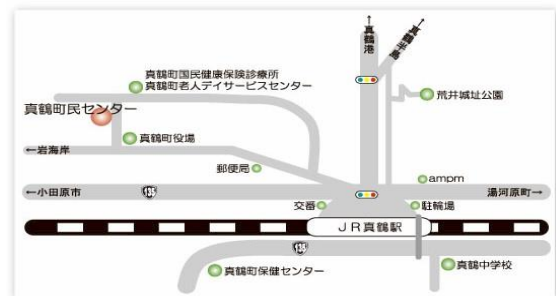 ←真鶴港
真鶴半島→
真鶴町国民健康保険診療所
真鶴町老人デイサービスセンター
荒井城址公園
真鶴町民センター
真鶴町役場
←岩海岸
郵便局
ampm
←小田原市
135
湯河原町→
交番
駐輪場
JR真鶴駅
135
真鶴町保健センター
真鶴中学校